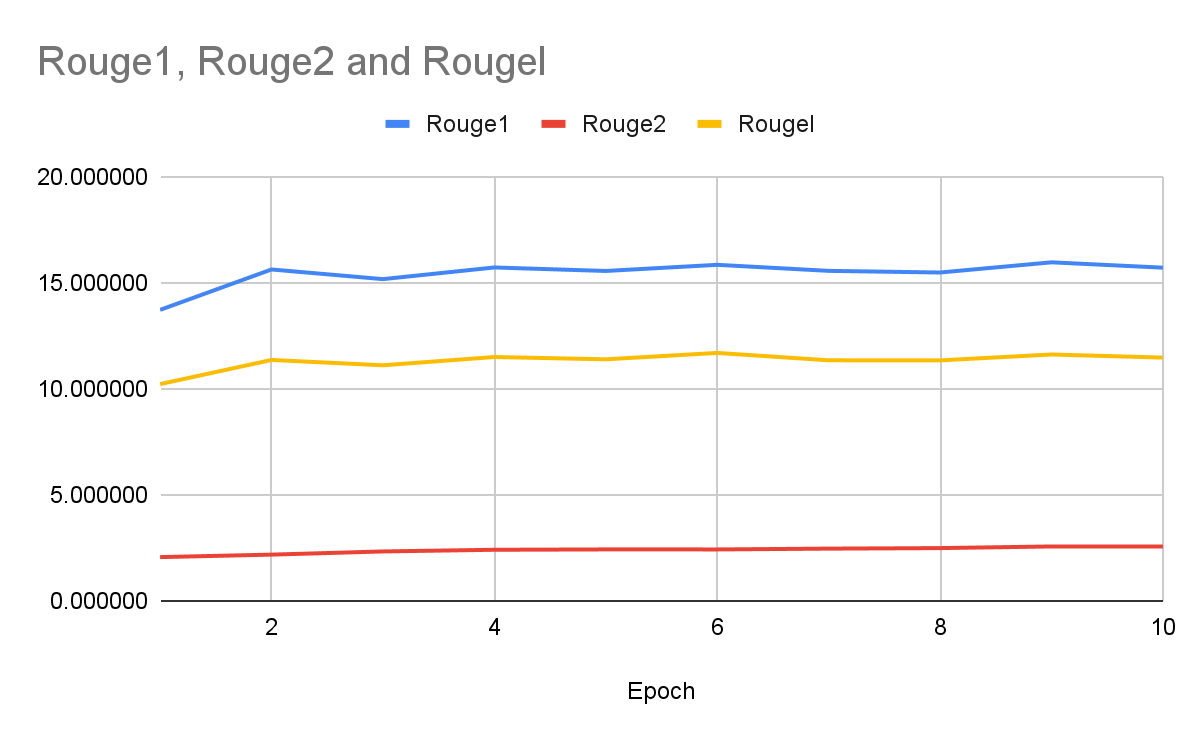 Rouge1, Rouge2 and Rougel
Rouge1 Rouge2 Rougel
20.000000
15.000000
10.000000
5.000000
0.000000
2 4 6 8 10
Epoch